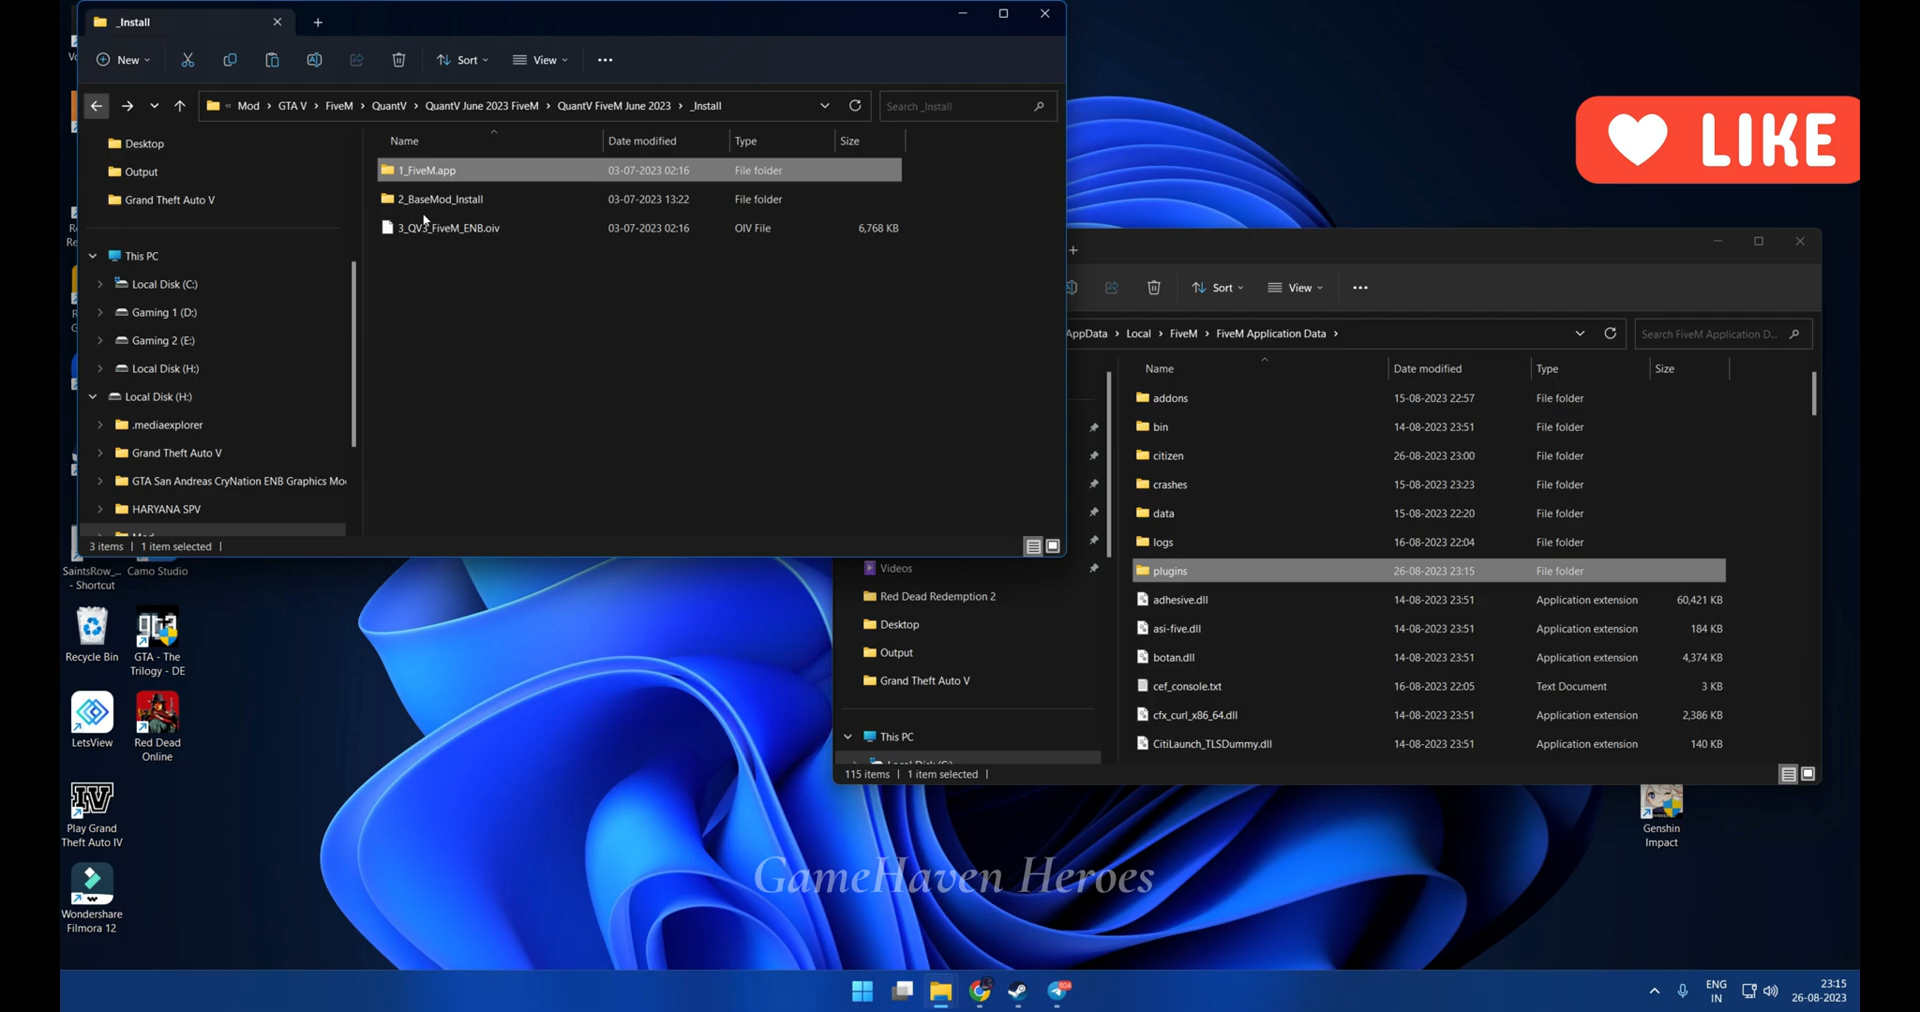 _Install
New
Sort
View
Mod > GTA V > FiveM > QuantV > QuantV June 2023 FiveM > QuantV FiveM June 2023 > _Install
Search _Install
Name Date modified Type Size
1_FiveM.app 03-07-2023 02:16 File folder
2_BaseMod_Install 03-07-2023 13:22 File folder
3_QV3_FiveM_ENB.oiv 03-07-2023 02:16 OIV File 6,768 KB
Desktop
Output
Grand Theft Auto V
This PC
Local Disk (C:)
Gaming 1 (D:)
Gaming 2 (E:)
Local Disk (H:)
Local Disk (H:)
.mediaexplorer
Grand Theft Auto V
GTA San Andreas CryNation ENB Graphics Mo
HARYANA SPV
3 items 1 item selected
LIKE
Sort
View
AppData > Local > FiveM > FiveM Application Data >
Search FiveM Application D...
Name Date modified Type Size
addons 15-08-2023 22:57 File folder
bin 14-08-2023 23:51 File folder
citizen 26-08-2023 23:00 File folder
crashes 15-08-2023 23:23 File folder
data 15-08-2023 22:20 File folder
logs 16-08-2023 22:04 File folder
plugins 26-08-2023 23:15 File folder
adhesive.dll 14-08-2023 23:51 Application extension 60,421 KB
asi-five.dll 14-08-2023 23:51 Application extension 184 KB
botan.dll 14-08-2023 23:51 Application extension 4,374 KB
cef_console.txt 16-08-2023 22:05 Text Document 3 KB
cfx_curl_x86_64.dll 14-08-2023 23:51 Application extension 2,386 KB
CitiLaunch_TLSDummy.dll 14-08-2023 23:51 Application extension 140 KB
Videos
Red Dead Redemption 2
Desktop
Output
Grand Theft Auto V
This PC
115 items 1 item selected
SaintsRow_...
- Shortcut
Camo Studio
Recycle Bin
GTA - The
Trilogy - DE
LetsView
Red Dead
Online
IV
Play Grand
Theft Auto IV
Wondershare
Filmora 12
Genshin
Impact
GameHaven Heroes
ENG
IN
23:15
26-08-2023